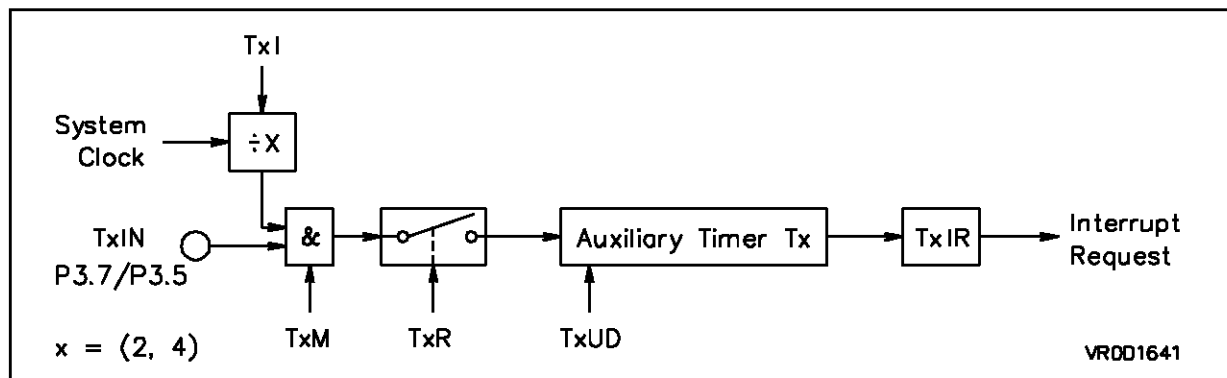 TxI
System
Clock
÷X
TxIN
P3.7/P3.5
&
Auxiliary Timer Tx
TxIR
Interrupt
Request
TxM
TxR
TxUD
x = (2, 4)
VR0D1641